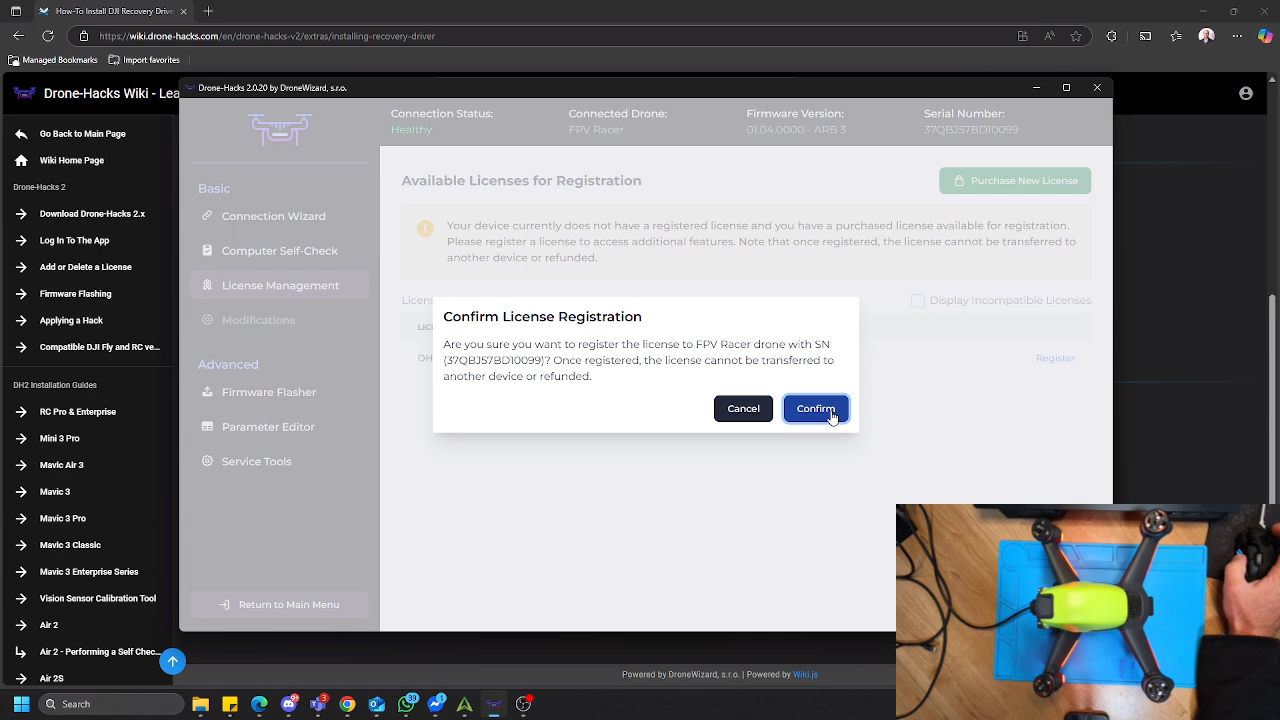 https://wiki.drone-hacks.com/en/drone-hacks-v2/extras/installing-recovery-driver
Drone-Hacks Wiki
Go Back to Main Page
Wiki Home Page
Drone-Hacks 2
Download Drone-Hacks 2.x
Log In To The App
Add or Delete a License
Firmware Flashing
Applying a Hack
Compatible DJI Fly and RC ve...
DH2 Installation Guides
RC Pro & Enterprise
Mini 3 Pro
Mavic Air 3
Mavic 3
Mavic 3 Pro
Mavic 3 Classic
Mavic 3 Enterprise Series
Vision Sensor Calibration Tool
Air 2
Air 2 - Performing a Safe Cha...
Air 2S
Drone-Hacks 2.0.20 by DroneWizard, s.r.o.
Basic
Connection Wizard
Computer Self-Check
License Management
Modifications
Advanced
Firmware Flasher
Parameter Editor
Service Tools
Return to Main Menu
Connection Status:
Healthy
Connected Drone:
FPV Racer
Firmware Version:
01.04.0000 - ARB 3
Serial Number:
37QBJ57BD10099
Available Licenses for Registration
Purchase New License
Your device currently does not have a registered license and you have a purchased license available for registration.
Please register a license to access additional features. Note that once registered, the license cannot be transferred to
another device or refunded.
Display Incompatible Licenses
Register
Confirm License Registration
Are you sure you want to register the license to FPV Racer drone with SN
(37QBJ57BD10099)? Once registered, the license cannot be transferred to
another device or refunded.
Cancel
Confirm
Powered by DroneWizard, s.r.o. | Powered by Wiki.js
Search